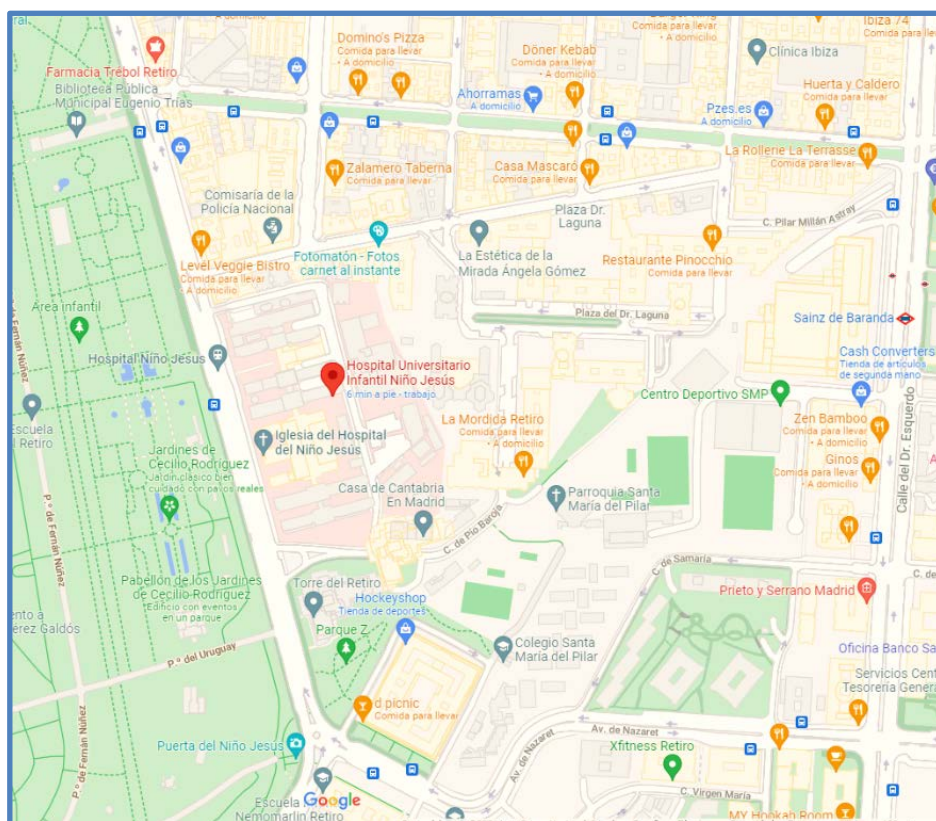 Ibiza 74
Comida para llevar
Domino's Pizza
Comida para llevar
• A domicilio
Döner Kebab
Comida para llevar
• A domicilio
Clínica Ibiza
Farmacia Trébol Retiro
Biblioteca Pública
Municipal Eugenio Trías
Ahorramas
A domicilio
Pzes.es
A domicilio
Huerta y Caldero
Comida para llevar
La Rollerie La Terrasse
Comida para llevar
Zalamero Taberna
Comida para llevar
Casa Mascaró
Comida para llevar
Comisaría de la
Policía Nacional
Plaza Dr.
Laguna
C. Pilar Millán Astray
Level Veggie Bistro
Comida para llevar
• A domicilio
Fotomatón - Fotos
carnet al instante
La Estética de la
Mirada Ángela Gómez
Restaurante Pinocchio
Comida para llevar
Área infantil
Plaza del Dr. Laguna
Sainz de Baranda
Hospital Niño Jesús
Hospital Universitario
Infantil Niño Jesús
6 min a pie - trabajo
Cash Converters
Tienda de artículos
de segunda mano
Centro Deportivo SMP
de Fernán Núñez
Escuela
l Retiro
La Mordida Retiro
Comida para llevar
• A domicilio
Zen Bamboo
Comida para llevar
• A domicilio
Ginos
Comida para llevar
• A domicilio
Calle del Dr. Esquerdo
Iglesia del Hospital
del Niño Jesús
Jardines de
Cecilio Rodríguez
Jardín clásico bien
cuidado con pavos reales
Casa de Cantabria
En Madrid
Parroquia Santa
María del Pilar
P.º de Fernán Núñez
C. de Pío Baroja
C. de Samaria
C. de
Pabellón de los Jardines
de Cecilio Rodríguez
Edificio con eventos
en un parque
Torre del Retiro
Hockeyshop
Tienda de deportes
Prieto y Serrano Madrid
érez Galdós
Parque Z
P.º del Uruguay
Colegio Santa
María del Pilar
Oficina Banco Sa
Servicios Cent
Tesorería Genera
d picnic
Comida para llevar
P.º de Fernán Núñez
Puerta del Niño Jesús
Av. de Nazaret
Av. de Nazaret
Xfitness Retiro
C. Virgen María
Escuela
Nemomarlin Retiro
Google
MY Hookah Room